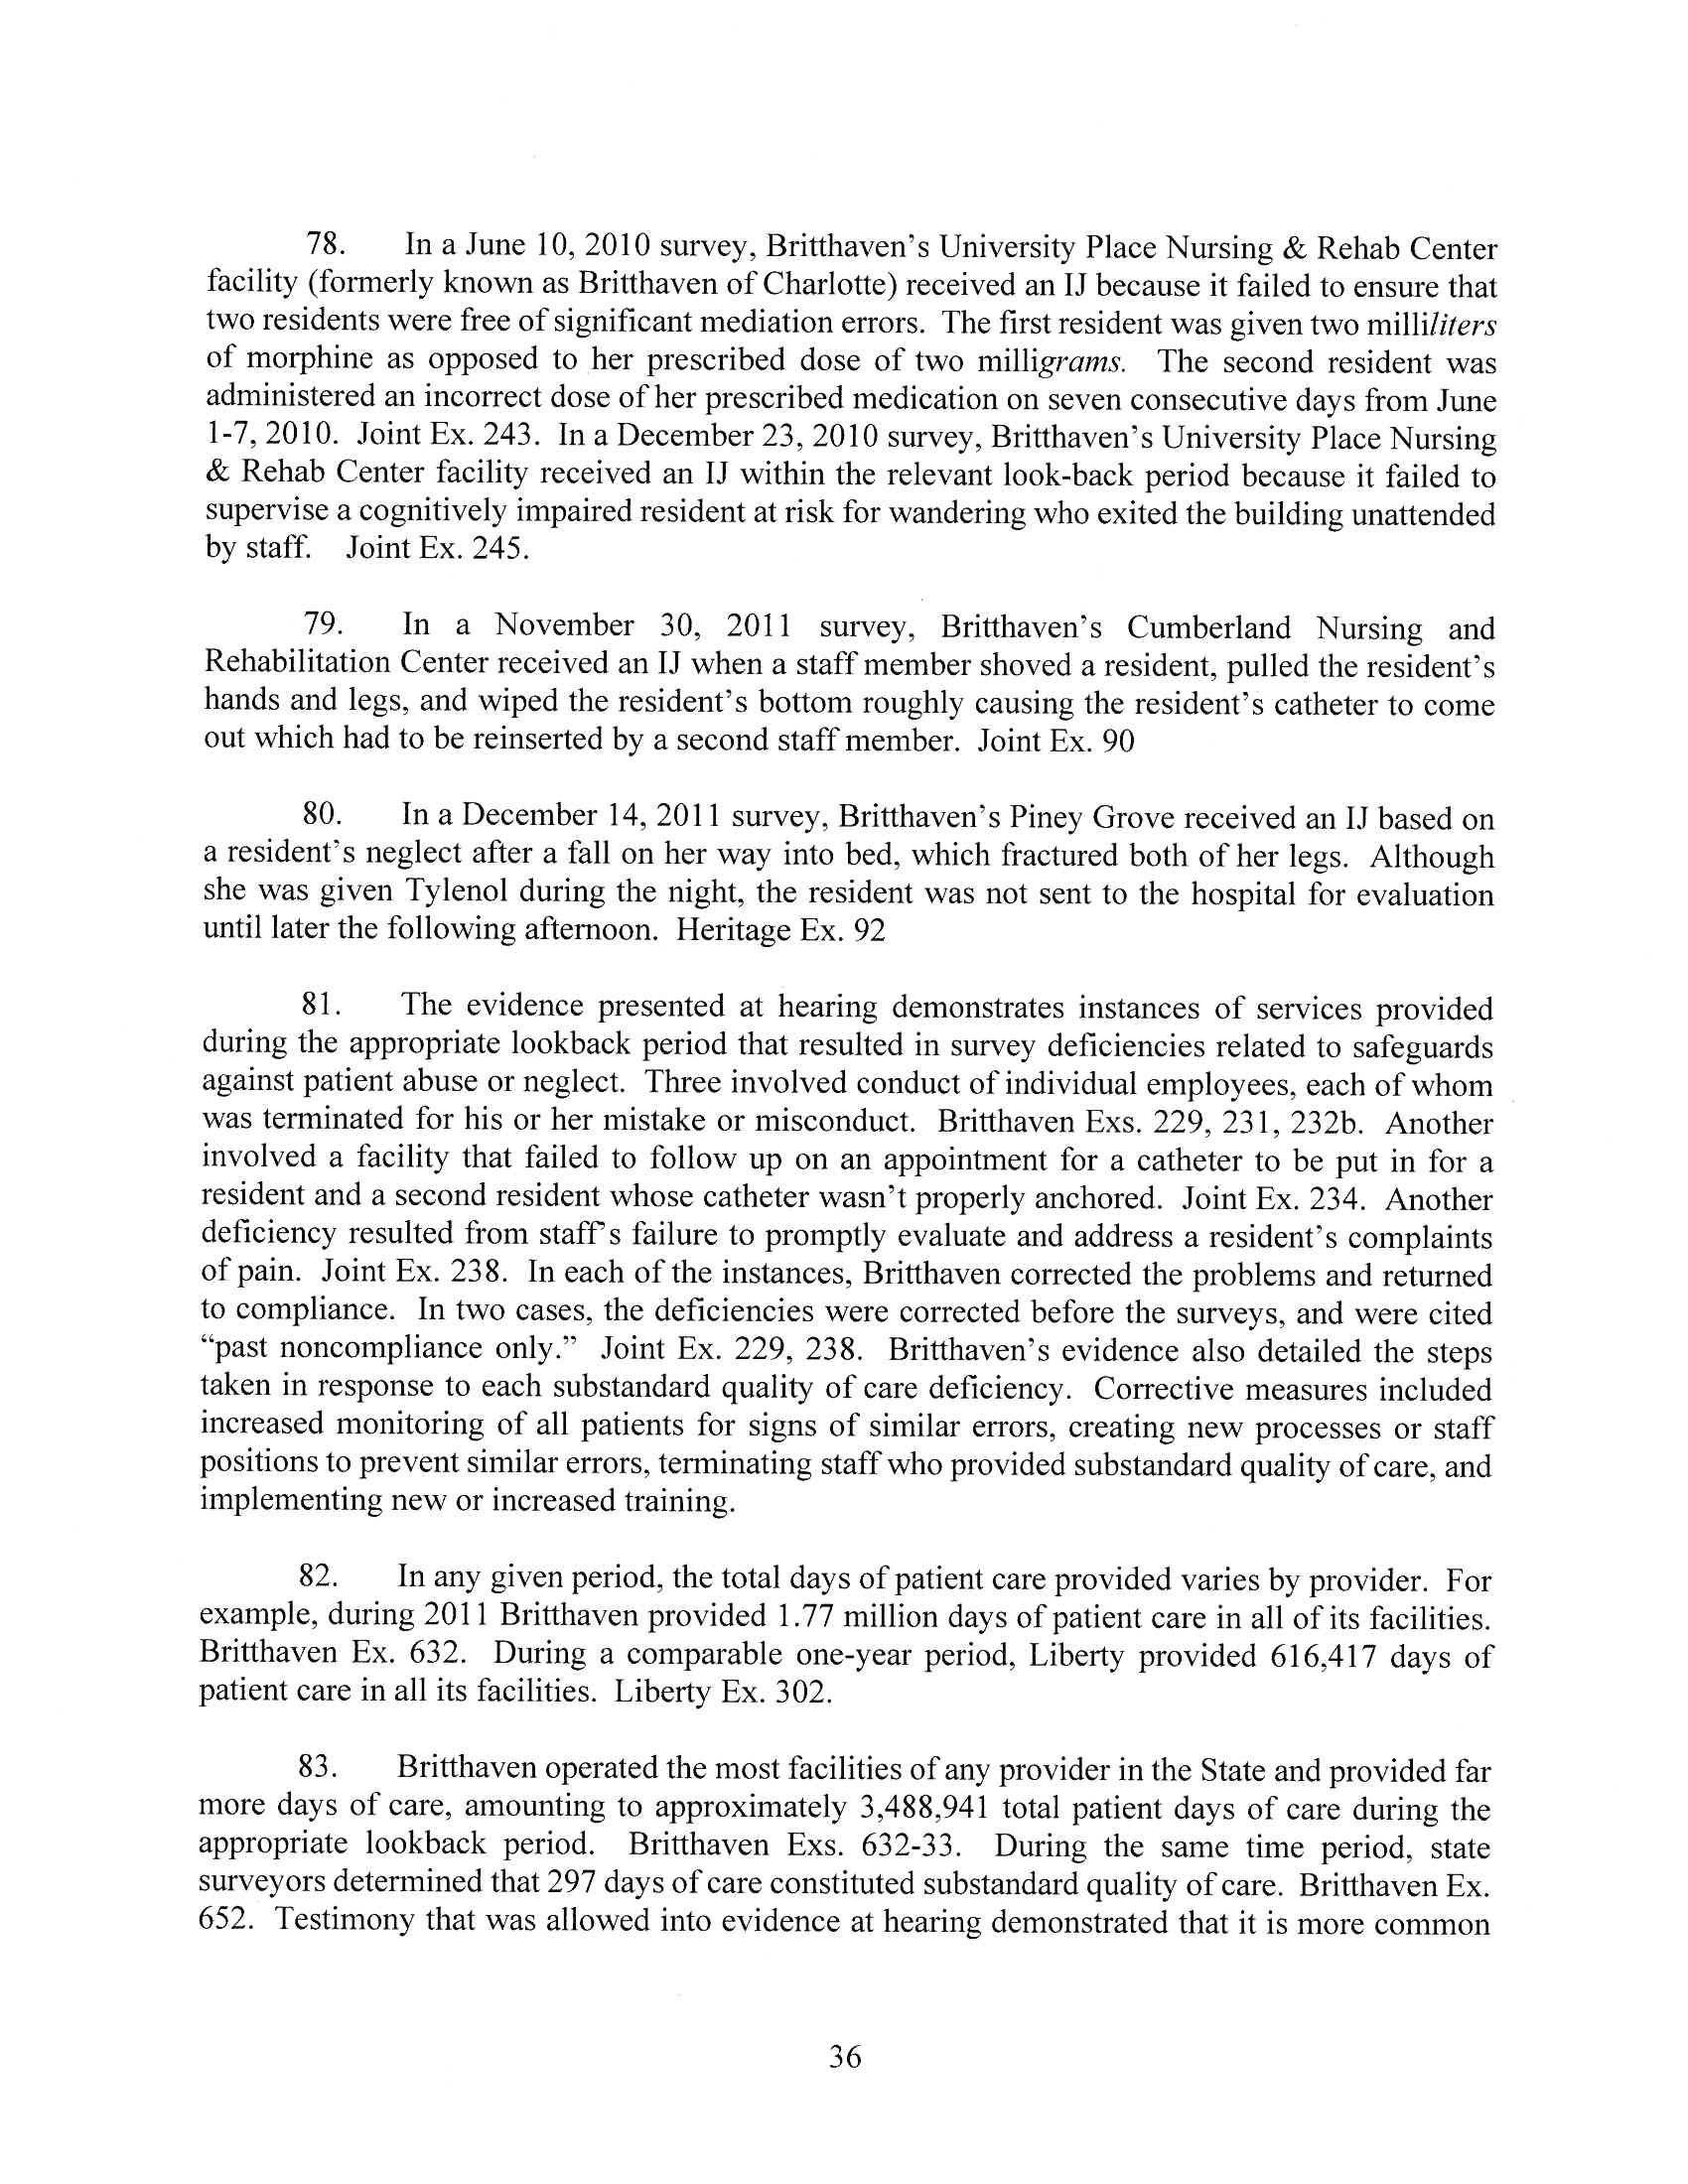 78. In a June 10, 2010 survey, Britthaven's University Place Nursing & Rehab Center
facility (formerly known as Britthaven of Charlotte) received an IJ because it failed to ensure that
two residents were free of significant mediation errors. The first resident was given two milliliters
of morphine as opposed to her prescribed dose of two milligrams. The second resident was
administered an incorrect dose of her prescribed medication on seven consecutive days from June
1-7, 2010. Joint Ex. 243. In a December 23, 2010 survey, Britthaven's University Place Nursing
& Rehab Center facility received an IJ within the relevant look-back period because it failed to
supervise a cognitively impaired resident at risk for wandering who exited the building unattended
by staff. Joint Ex. 245.
79. In a November 30, 2011 survey, Britthaven's Cumberland Nursing and
Rehabilitation Center received an IJ when a staff member shoved a resident, pulled the resident's
hands and legs, and wiped the resident's bottom roughly causing the resident's catheter to come
out which had to be reinserted by a second staff member. Joint Ex. 90
80. In a December 14, 2011 survey, Britthaven's Piney Grove received an IJ based on
a resident's neglect after a fall on her way into bed, which fractured both of her legs. Although
she was given Tylenol during the night, the resident was not sent to the hospital for evaluation
until later the following afternoon. Heritage Ex. 92
81. The evidence presented at hearing demonstrates instances of services provided
during the appropriate lookback period that resulted in survey deficiencies related to safeguards
against patient abuse or neglect. Three involved conduct of individual employees, each of whom
was terminated for his or her mistake or misconduct. Britthaven Exs. 229, 231, 232b. Another
involved a facility that failed to follow up on an appointment for a catheter to be put in for a
resident and a second resident whose catheter wasn't properly anchored. Joint Ex. 234. Another
deficiency resulted from staff's failure to promptly evaluate and address a resident's complaints
of pain. Joint Ex. 238. In each of the instances, Britthaven corrected the problems and returned
to compliance. In two cases, the deficiencies were corrected before the surveys, and were cited
“past noncompliance only.” Joint Ex. 229, 238. Britthaven's evidence also detailed the steps
taken in response to each substandard quality of care deficiency. Corrective measures included
increased monitoring of all patients for signs of similar errors, creating new processes or staff
positions to prevent similar errors, terminating staff who provided substandard quality of care, and
implementing new or increased training.
82. In any given period, the total days of patient care provided varies by provider. For
example, during 2011 Britthaven provided 1.77 million days of patient care in all of its facilities.
Britthaven Ex. 632. During a comparable one-year period, Liberty provided 616,417 days of
patient care in all its facilities. Liberty Ex. 302.
83. Britthaven operated the most facilities of any provider in the State and provided far
more days of care, amounting to approximately 3,488,941 total patient days of care during the
appropriate lookback period. Britthaven Exs. 632-33. During the same time period, state
surveyors determined that 297 days of care constituted substandard quality of care. Britthaven Ex.
652. Testimony that was allowed into evidence at hearing demonstrated that it is more common
36